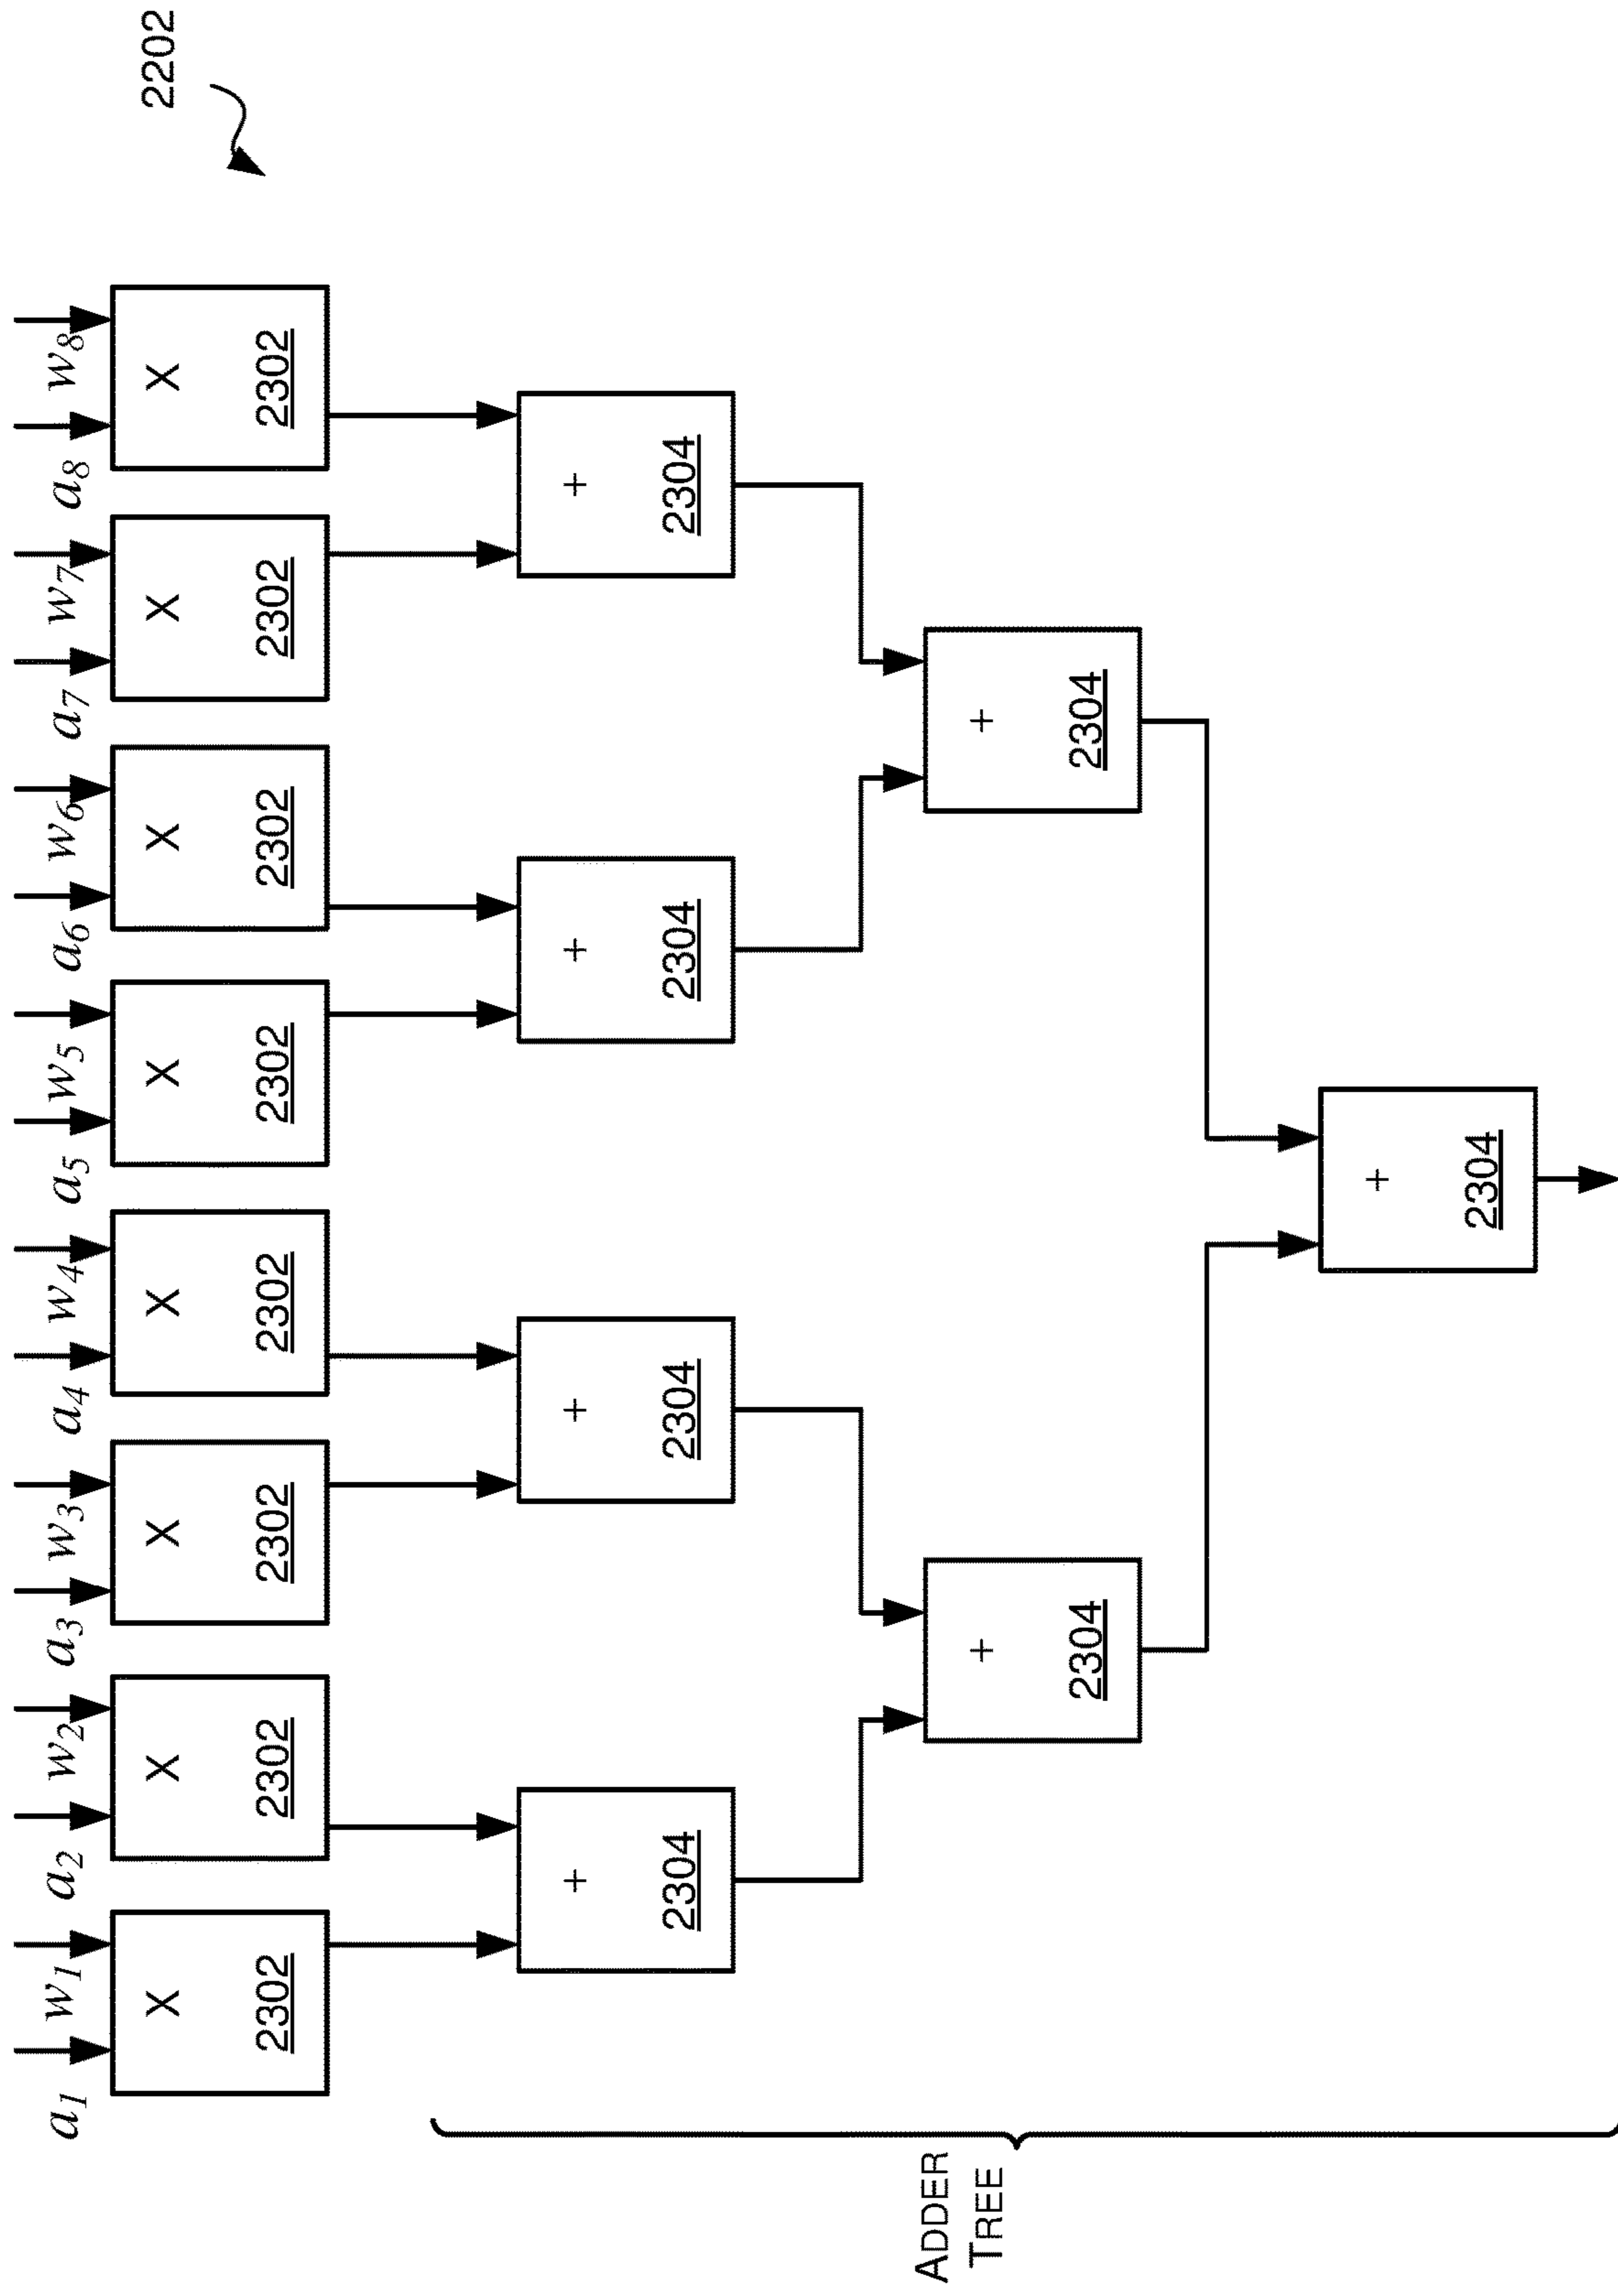 2202
a1 w1 a2 w2 a3 w3 a4 w4 a5 w5 a6 w6 a7 w7 a8 w8
X X X X X X X X
2302 2302 2302 2302 2302 2302 2302 2302
+ + + +
2304 2304 2304 2304
ADDER
TREE
+ +
2304 2304
+
2304